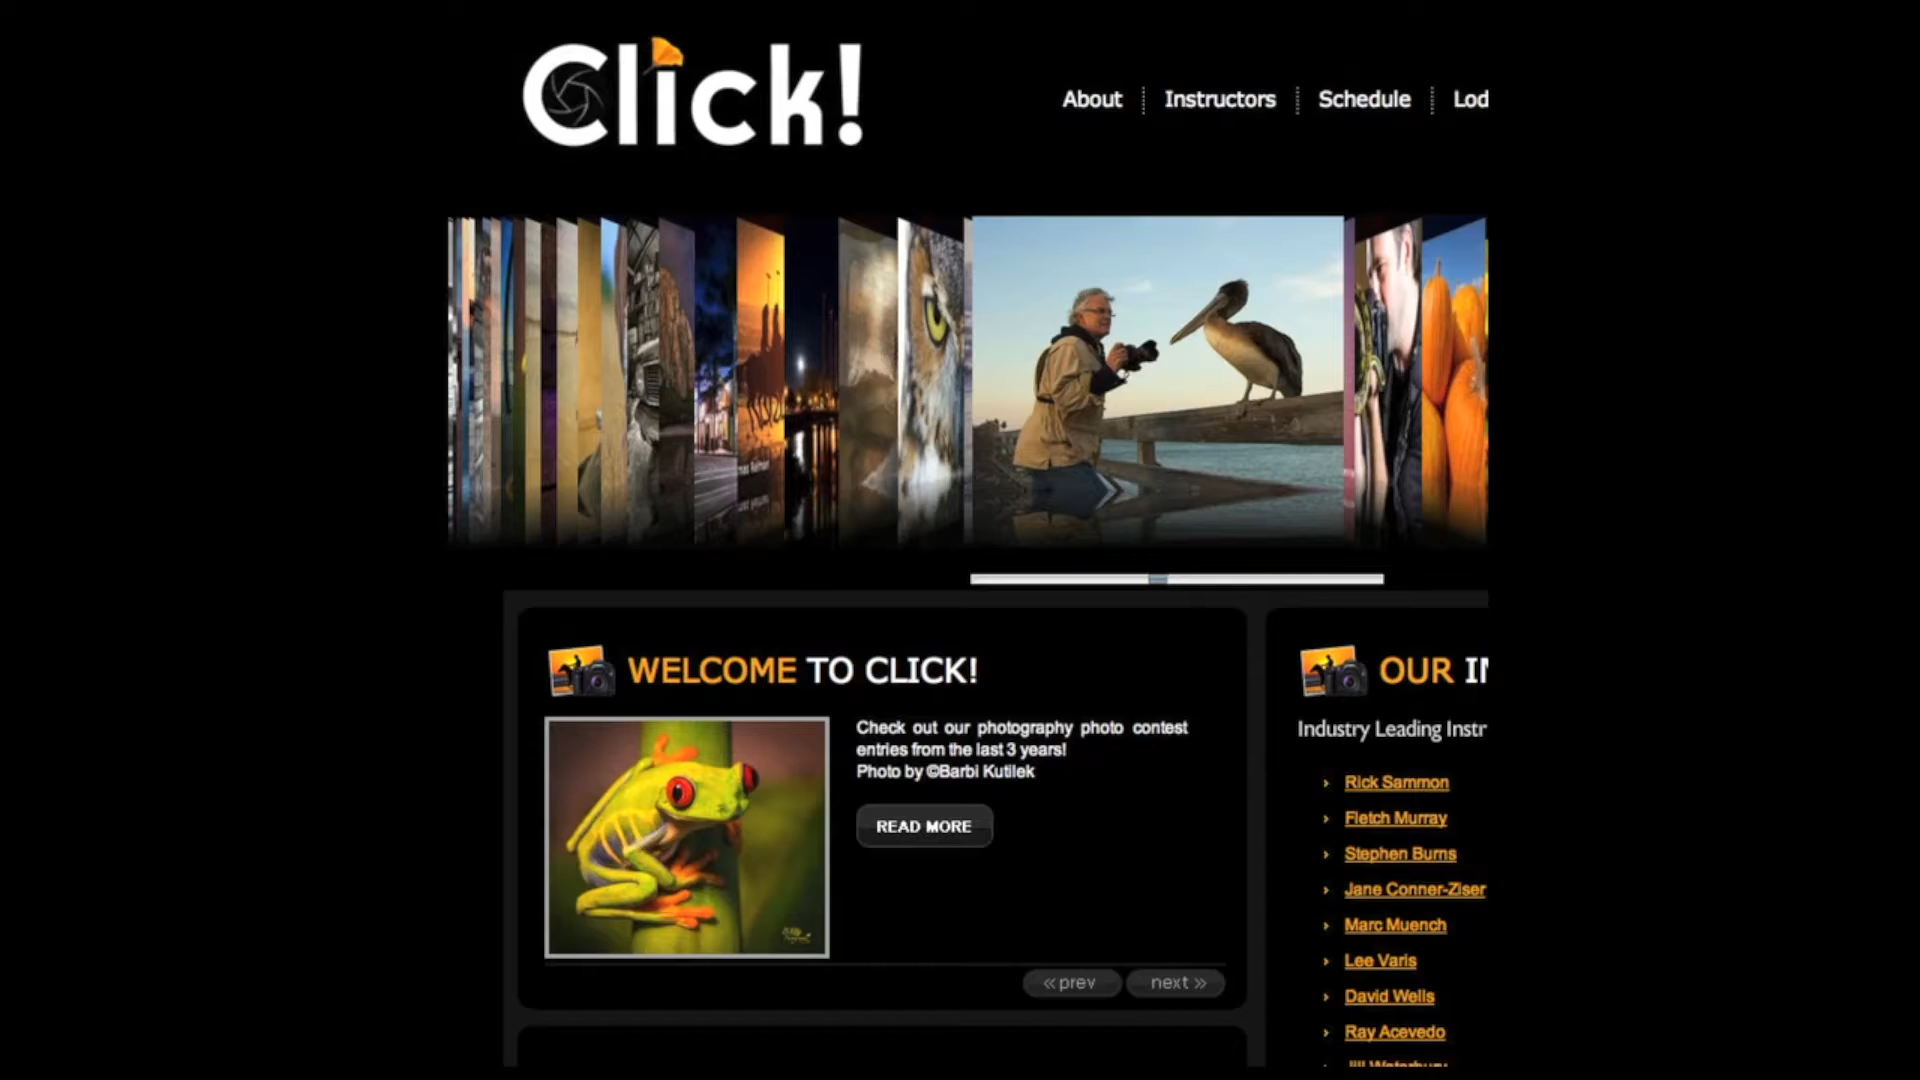 Click!
About
Instructors
Schedule
Lod
WELCOME TO CLICK!
Check out our photography photo contest
entries from the last 3 years!
Photo by ©Barbi Kutilek
READ MORE
« prev
next »
OUR IN
Industry Leading Instr
Rick Sammon
Fletch Murray
Stephen Burns
Jane Conner-Ziser
Marc Muench
Lee Varis
David Wells
Ray Acevedo